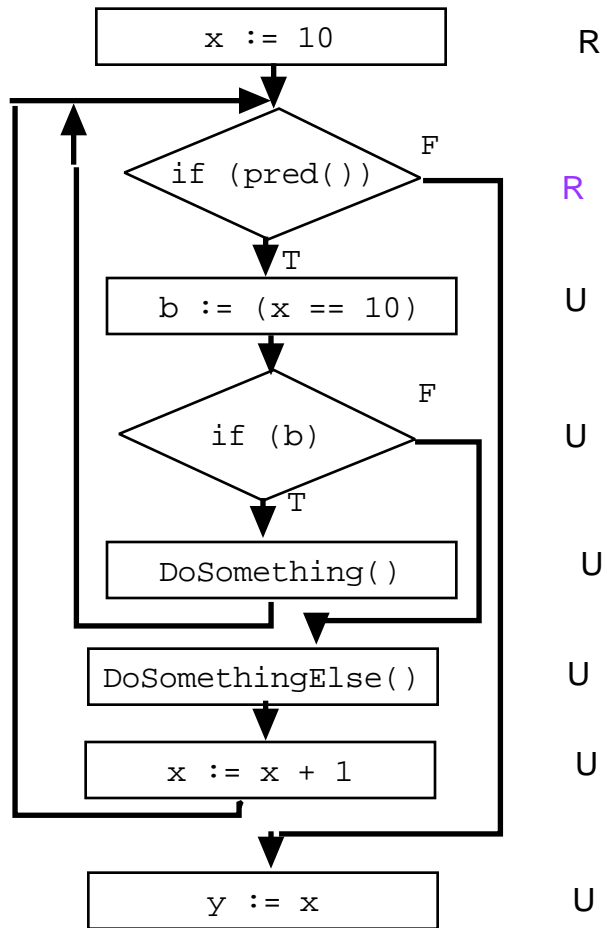 x := 10 R
F
if (pred()) R
T
b := (x == 10) U
F
if (b) U
T
DoSomething() U
DoSomethingElse() U
x := x + 1 U
y := x U